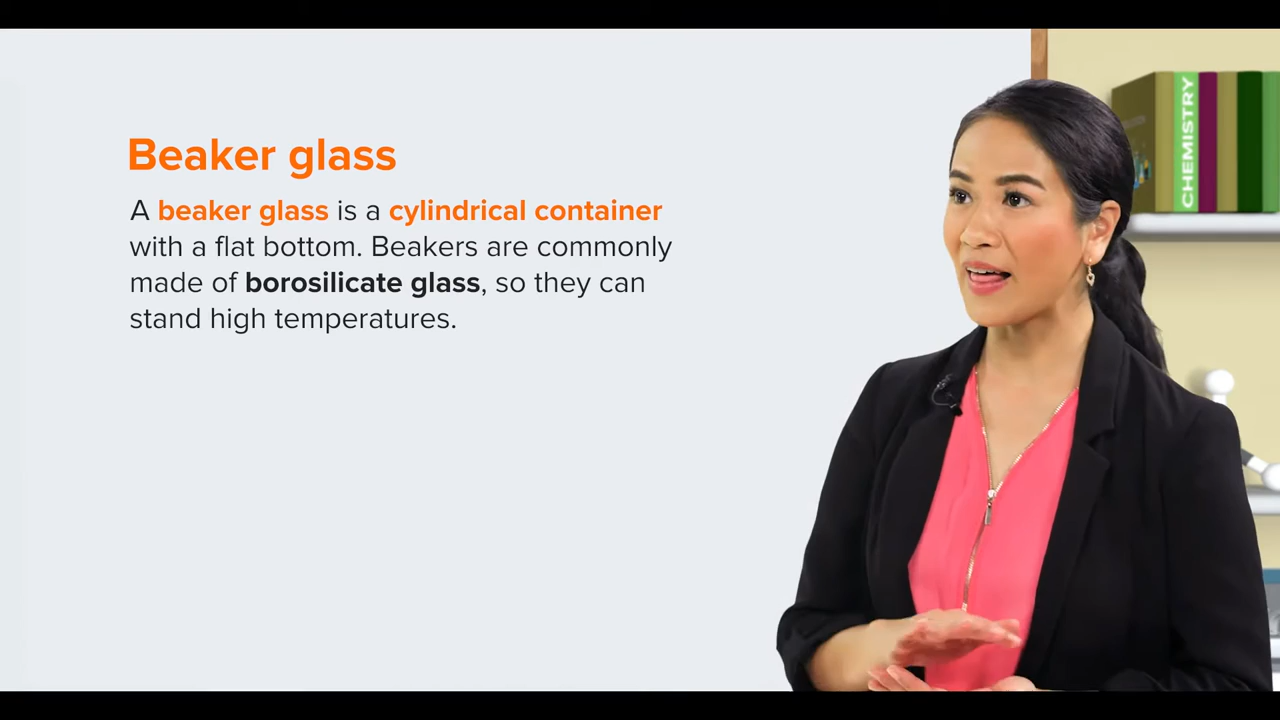 Beaker glass
A beaker glass is a cylindrical container
with a flat bottom. Beakers are commonly
made of borosilicate glass, so they can
stand high temperatures.
CHEMISTRY